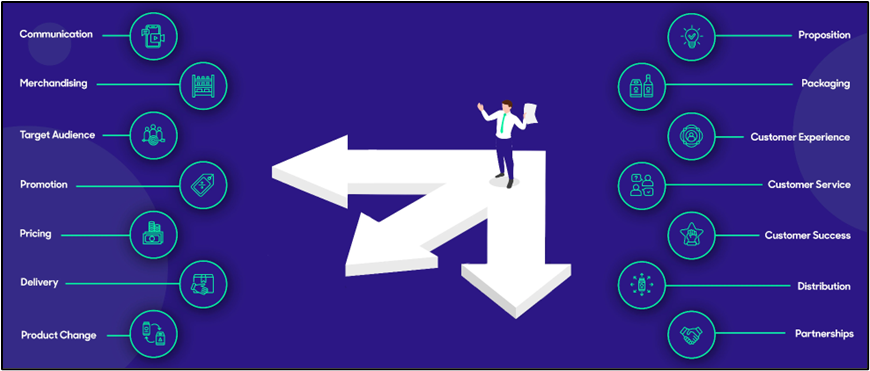 Communication
Merchandising
Target Audience
Promotion
Pricing
Delivery
Product Change
Proposition
Packaging
Customer Experience
Customer Service
Customer Success
Distribution
Partnerships